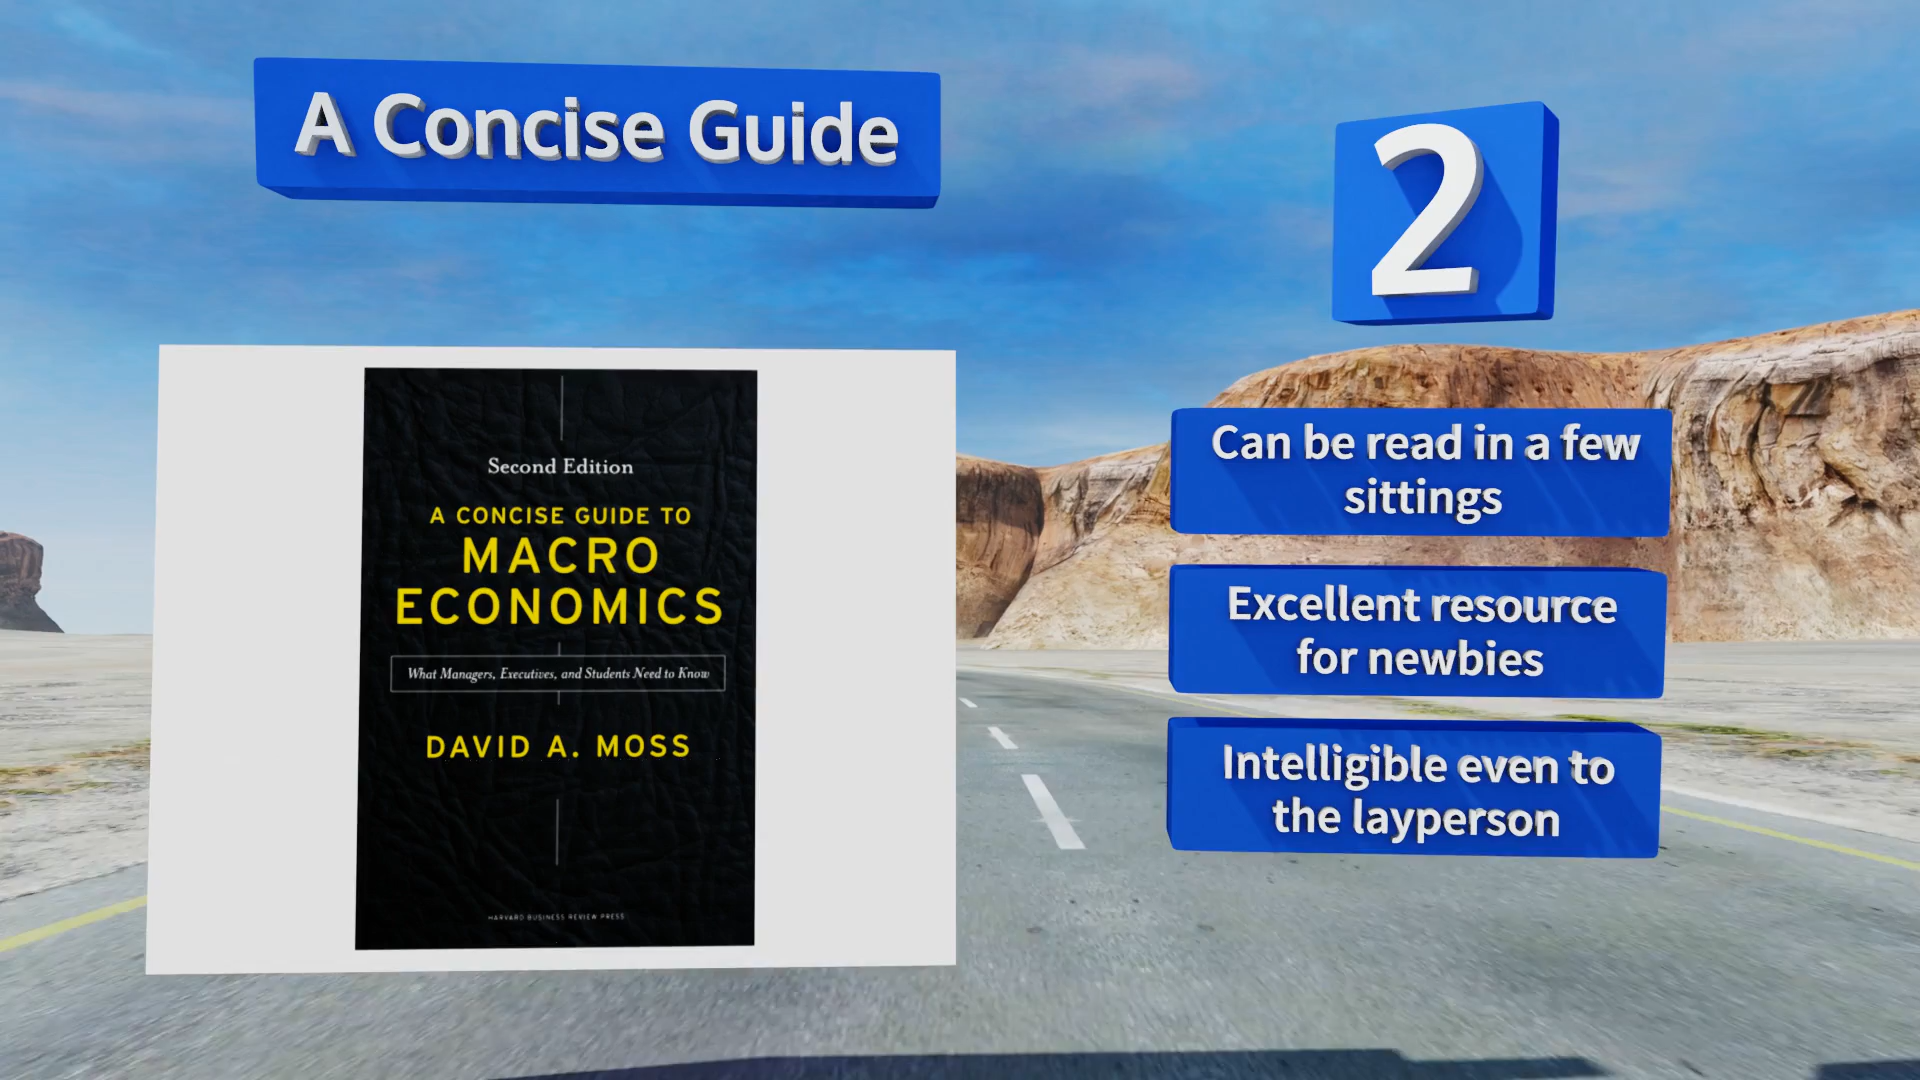 A Concise Guide
2
Second Edition
A CONCISE GUIDE TO
MACRO
ECONOMICS
What Managers, Executives, and Students Need to Know
DAVID A. MOSS
HARVARD BUSINESS REVIEW PRESS
Can be read in a few
sittings
Excellent resource
for newbies
Intelligible even to
the layperson